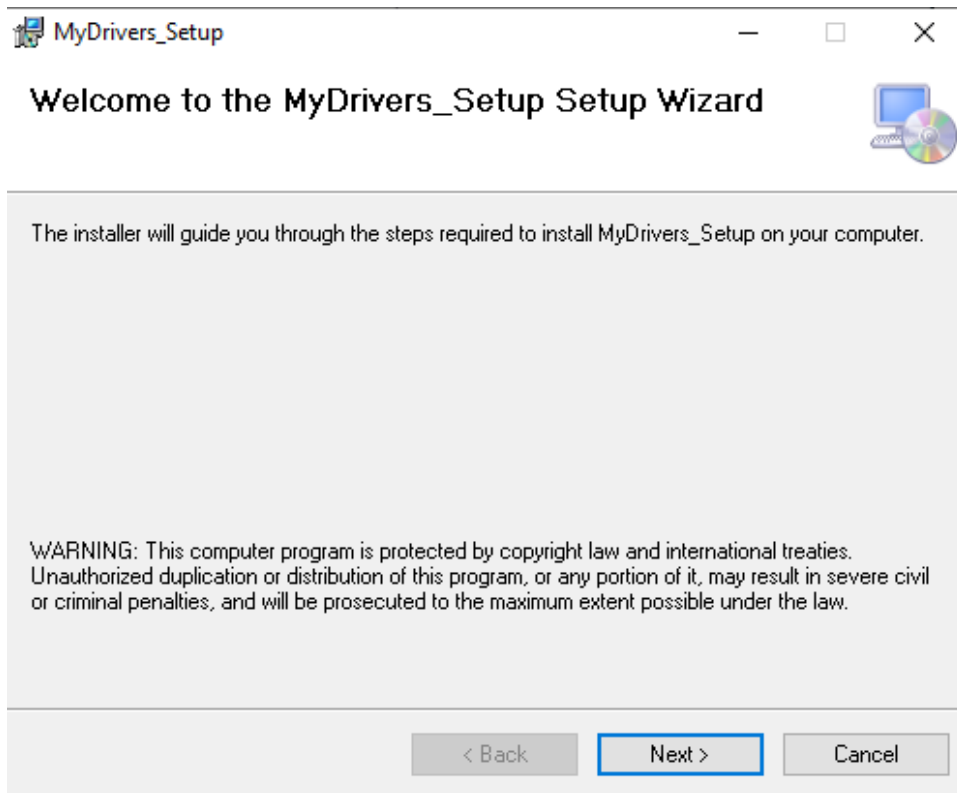 MyDrivers_Setup
Welcome to the MyDrivers_Setup Setup Wizard
The installer will guide you through the steps required to install MyDrivers_Setup on your computer.
WARNING: This computer program is protected by copyright law and international treaties.
Unauthorized duplication or distribution of this program, or any portion of it, may result in severe civil
or criminal penalties, and will be prosecuted to the maximum extent possible under the law.
< Back Next > Cancel